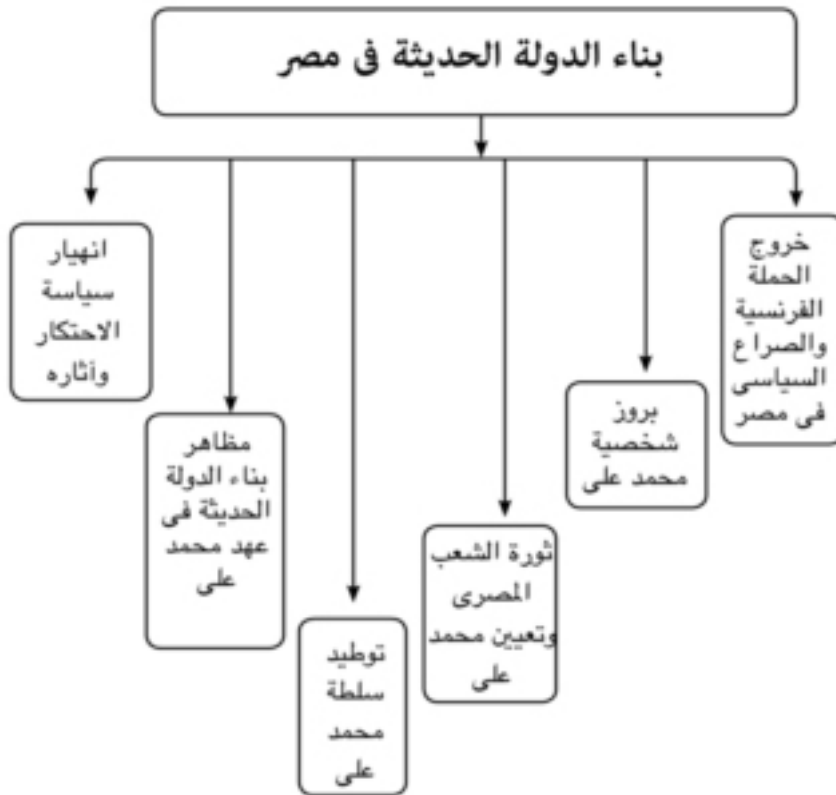 بناء الدولة الحديثة فى مصر
خروج
الحملة
الفرنسية
والصراع
السياسى
فى مصر
بروز
شخصية
محمد على
ثورة الشعب
المصرى
وتعيين محمد
على
توطيد
سلطة
محمد
على
مظاهر
بناء الدولة
الحديثة فى
عهد محمد
على
انهيار
سياسة
الاحتكار
وآثاره